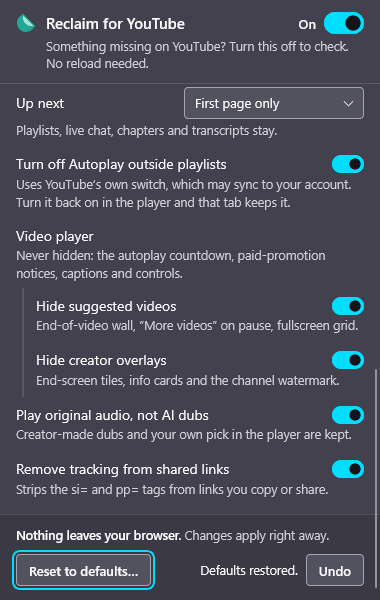 Reclaim for YouTube
On
Something missing on YouTube? Turn this off to check.
No reload needed.
Up next
First page only
Playlists, live chat, chapters and transcripts stay.
Turn off Autoplay outside playlists
Uses YouTube's own switch, which may sync to your account.
Turn it back on in the player and that tab keeps it.
Video player
Never hidden: the autoplay countdown, paid-promotion
notices, captions and controls.
Hide suggested videos
End-of-video wall, “More videos” on pause, fullscreen grid.
Hide creator overlays
End-screen tiles, info cards and the channel watermark.
Play original audio, not AI dubs
Creator-made dubs and your own pick in the player are kept.
Remove tracking from shared links
Strips the si= and pp= tags from links you copy or share.
Nothing leaves your browser. Changes apply right away.
Reset to defaults...
Defaults restored.
Undo